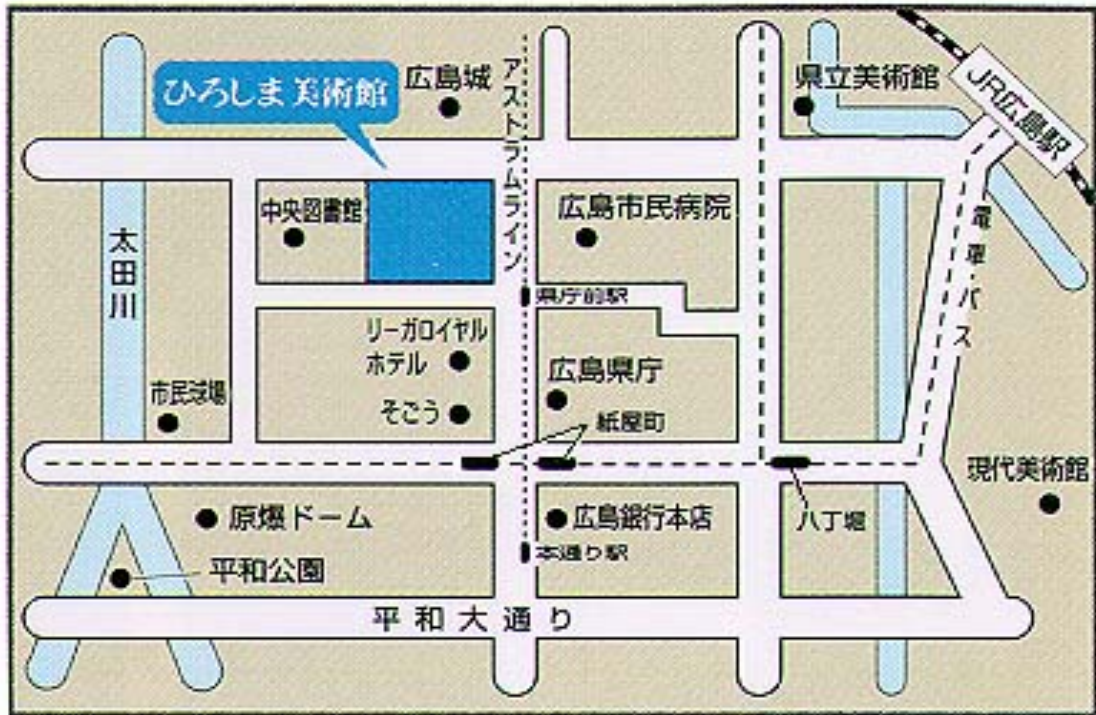 ひろしま美術館
広島城
アストラムライン
県立美術館
JR広島駅
太田川
中央図書館
広島市民病院
電車・バス
県庁前駅
リーガロイヤル
ホテル
広島県庁
市民球場
そごう
紙屋町
現代美術館
原爆ドーム
広島銀行本店
八丁堀
本通り駅
平和公園
平和大通り